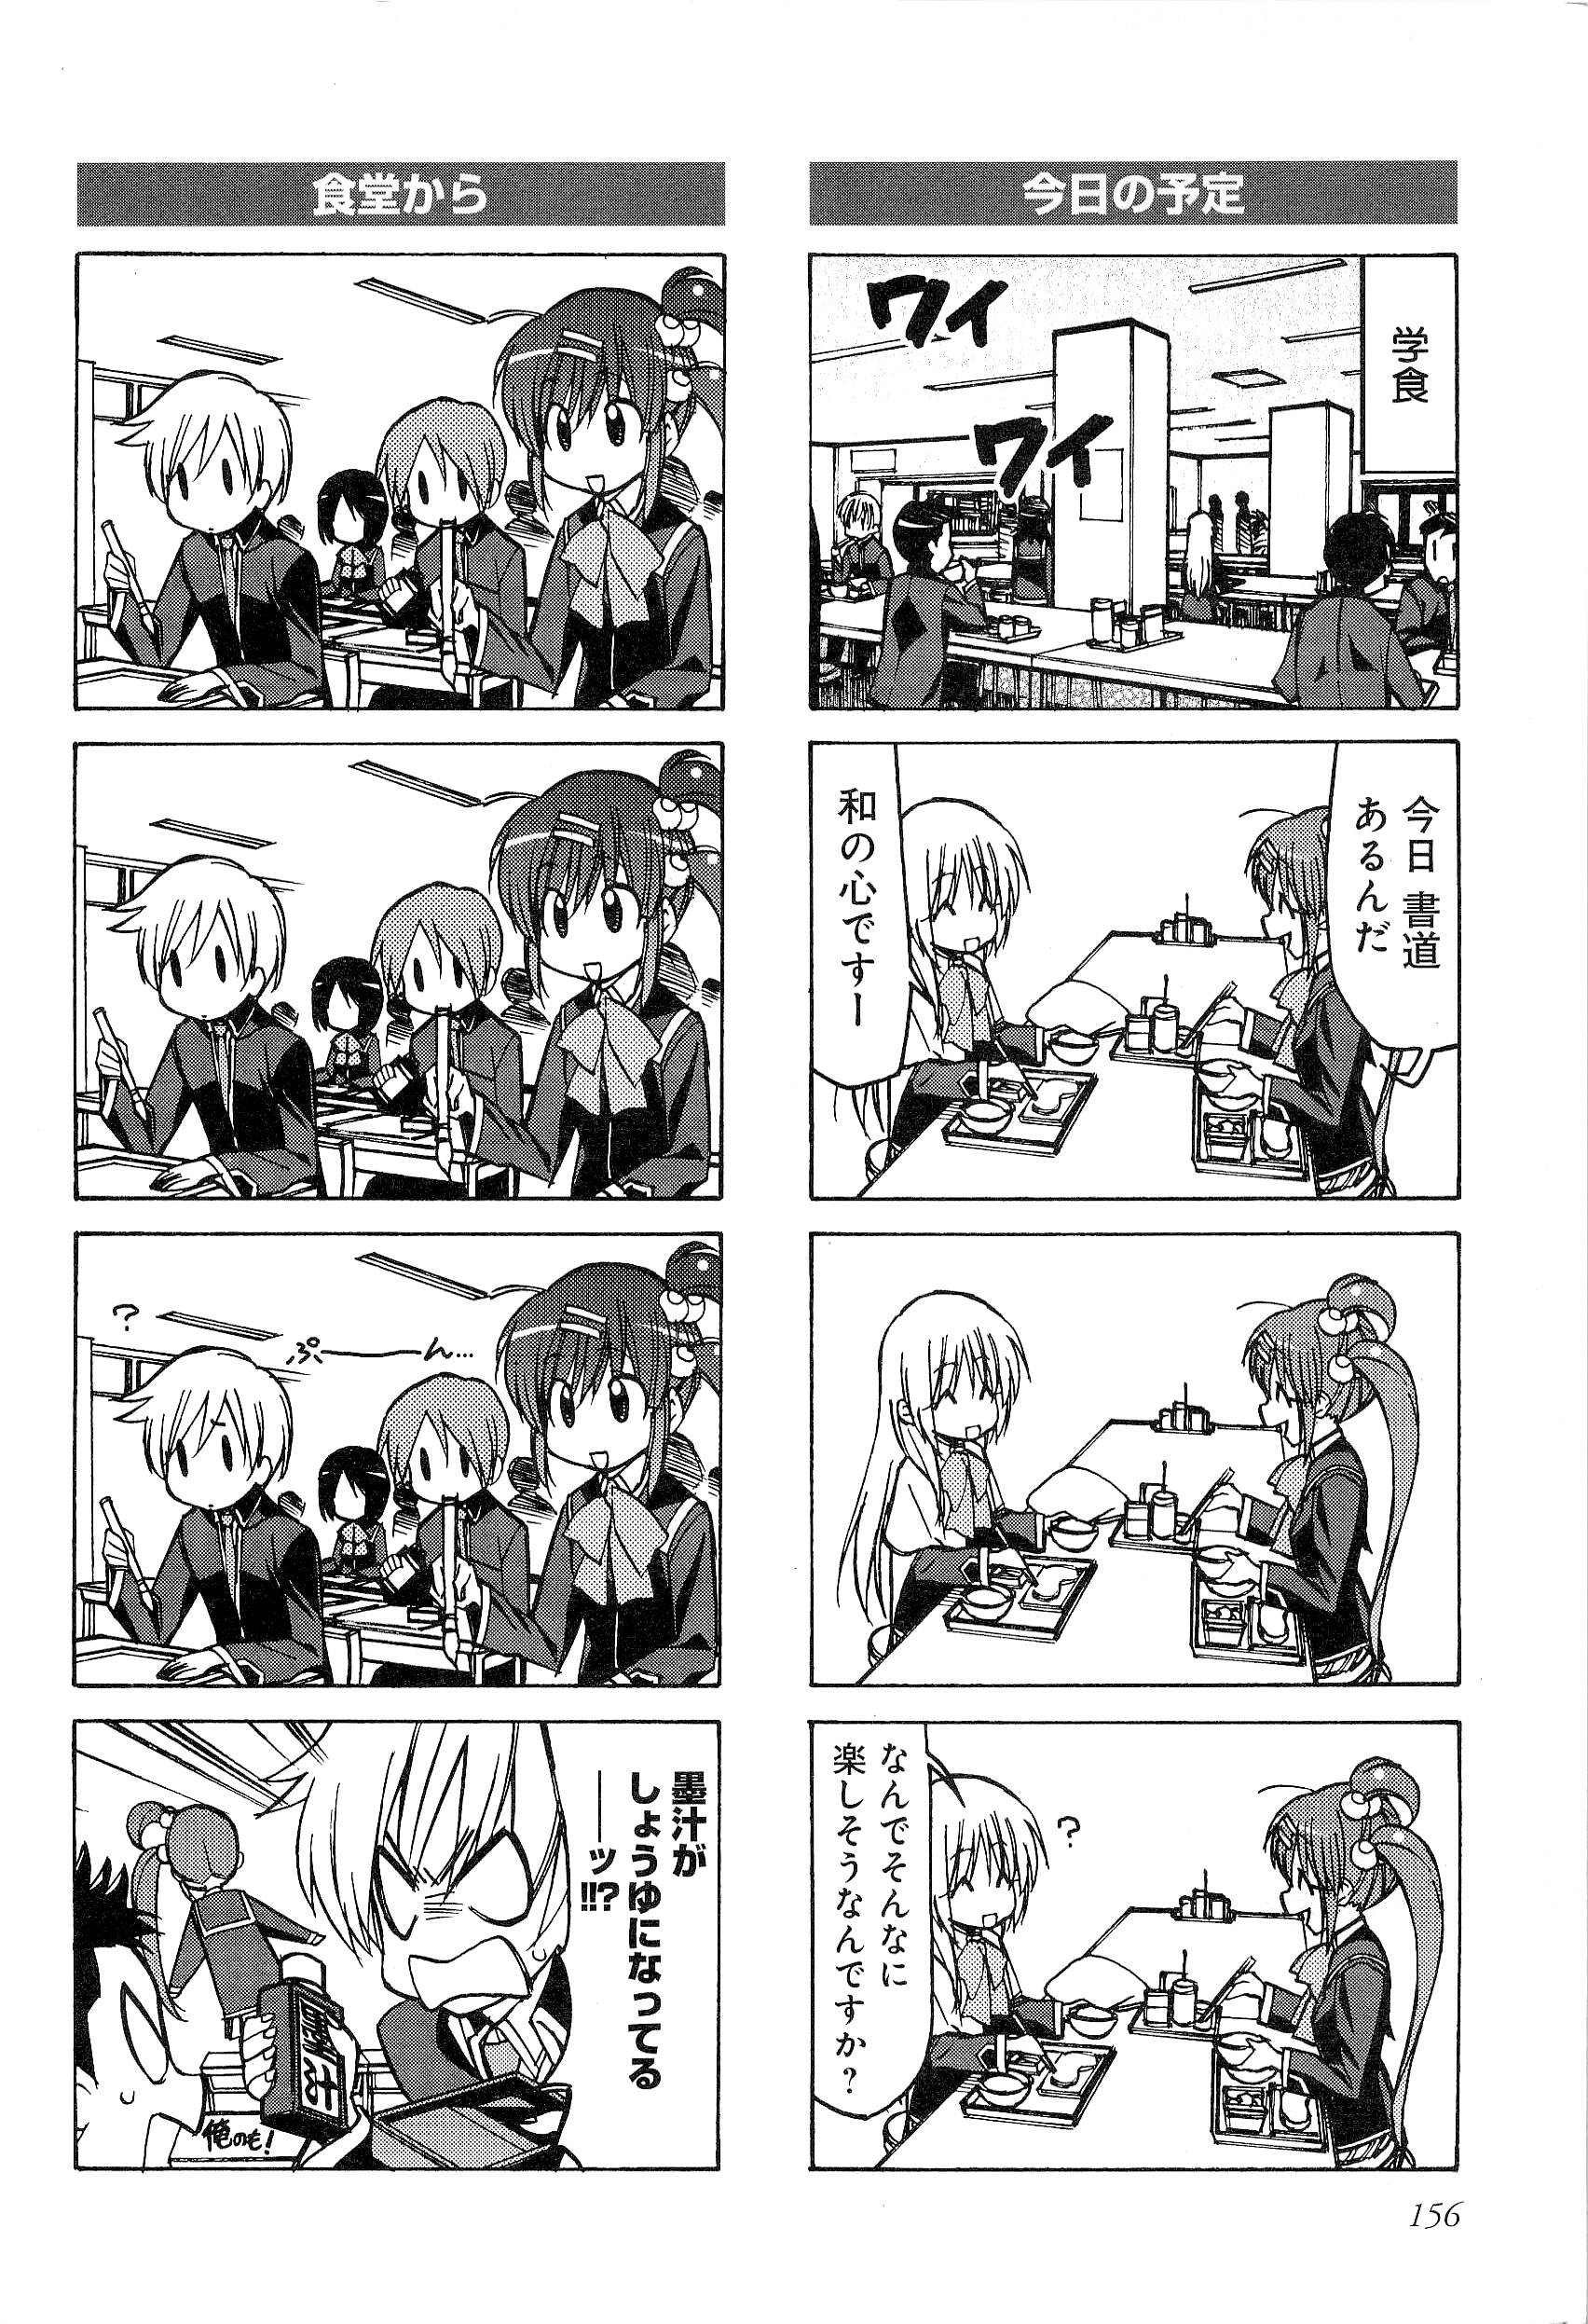 今日の予定
学食
ワイ
ワイ
今日 書道
あるんだ
和の心ですー
なんでそんなに
楽しそうなんですか?
?
食堂から
?
ぷーーん…
墨汁が
しょうゆになってる
――ッ!!?
墨汁
俺のも!
156